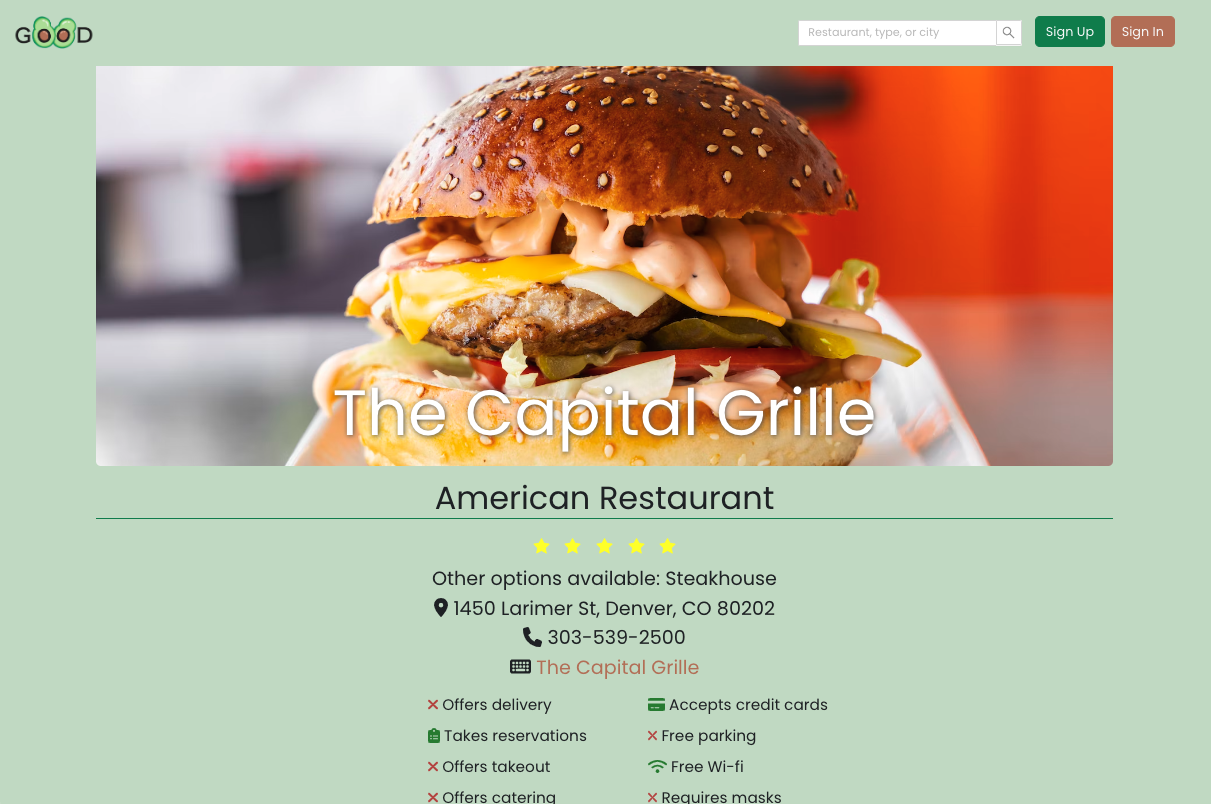 GOOD
Restaurant, type, or city
Sign Up
Sign In
The Capital Grille
American Restaurant
Other options available: Steakhouse
1450 Larimer St, Denver, CO 80202
303-539-2500
The Capital Grille
Offers delivery
Accepts credit cards
Takes reservations
Free parking
Offers takeout
Free Wi-fi
Offers catering
Requires masks